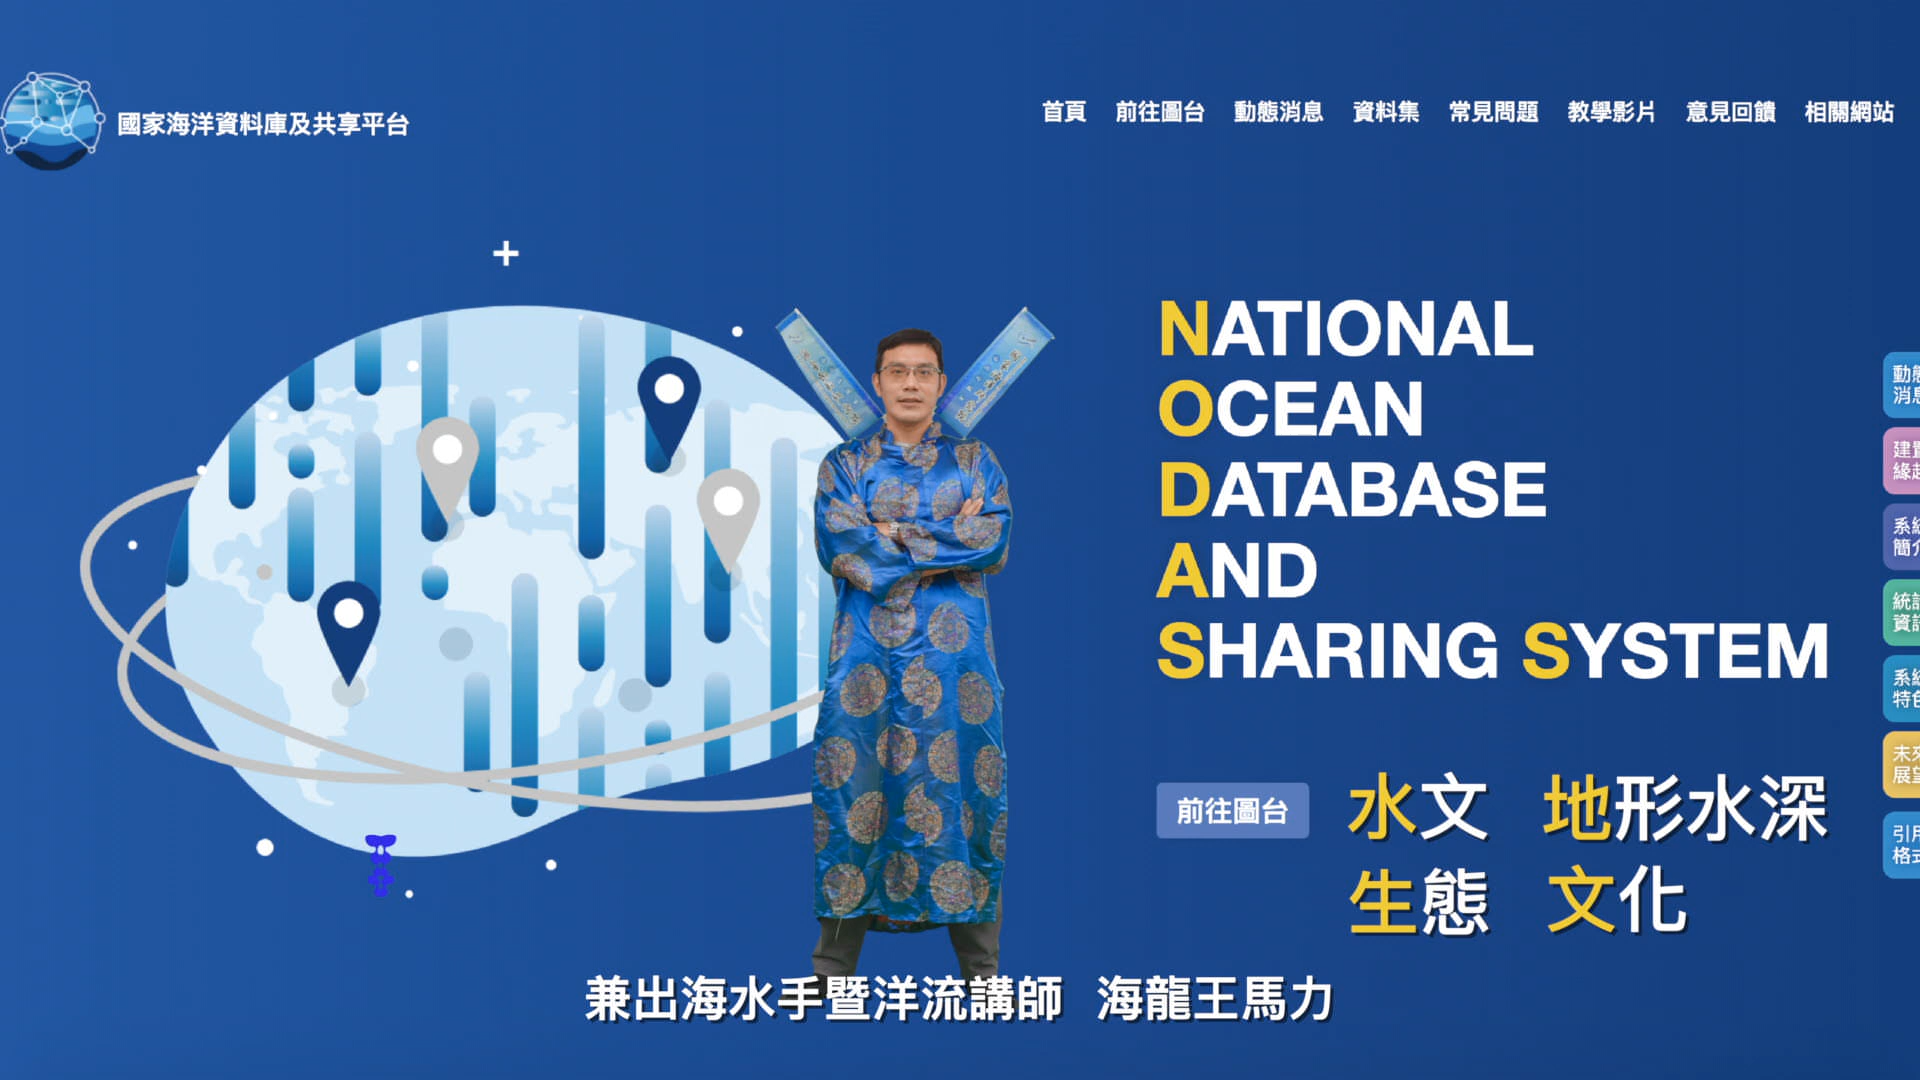 國家海洋資料庫及共享平台
首頁 前往圖台 動態消息 資料集 常見問題 教學影片 意見回饋 相關網站
NATIONAL
OCEAN
DATABASE
AND
SHARING SYSTEM
前往圖台
水文 地形水深
生態 文化
兼出海水手暨洋流講師 海龍王馬力